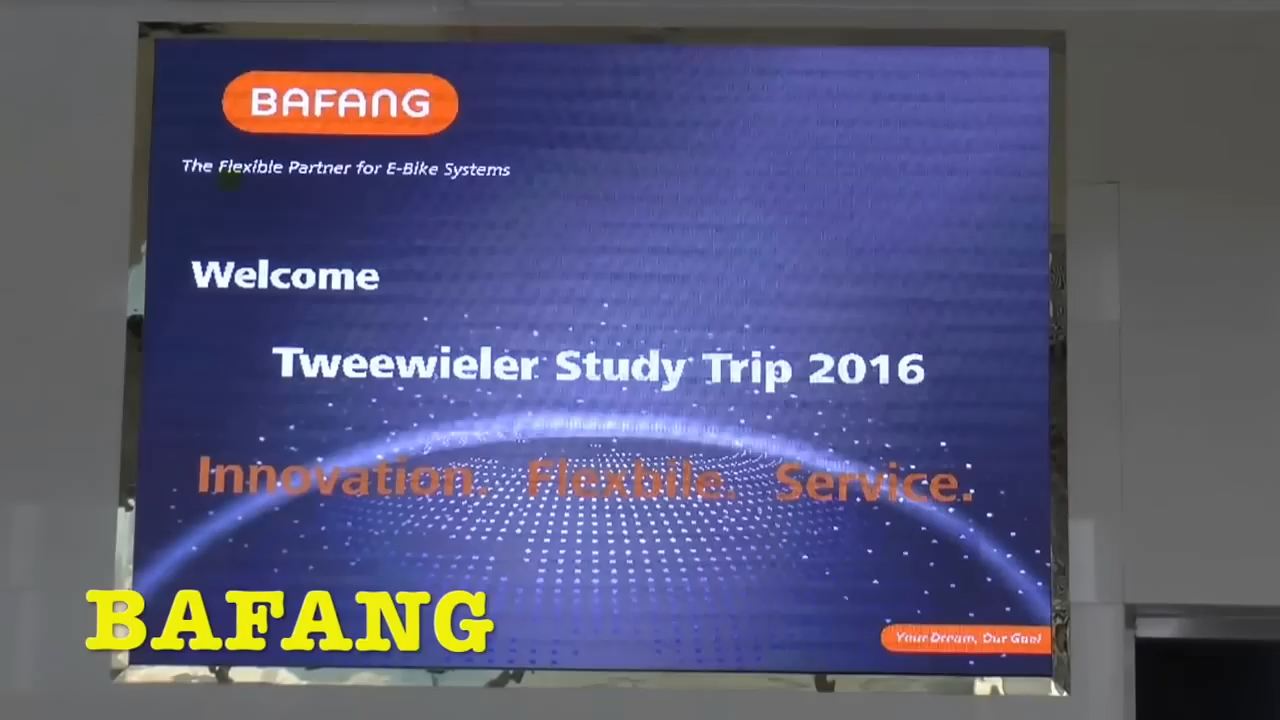 BAFANG
The Flexible Partner for E-Bike Systems
Welcome
Tweewieler Study Trip 2016
Innovation. Flexbile. Service.
BAFANG
Your Dream, Our Goal